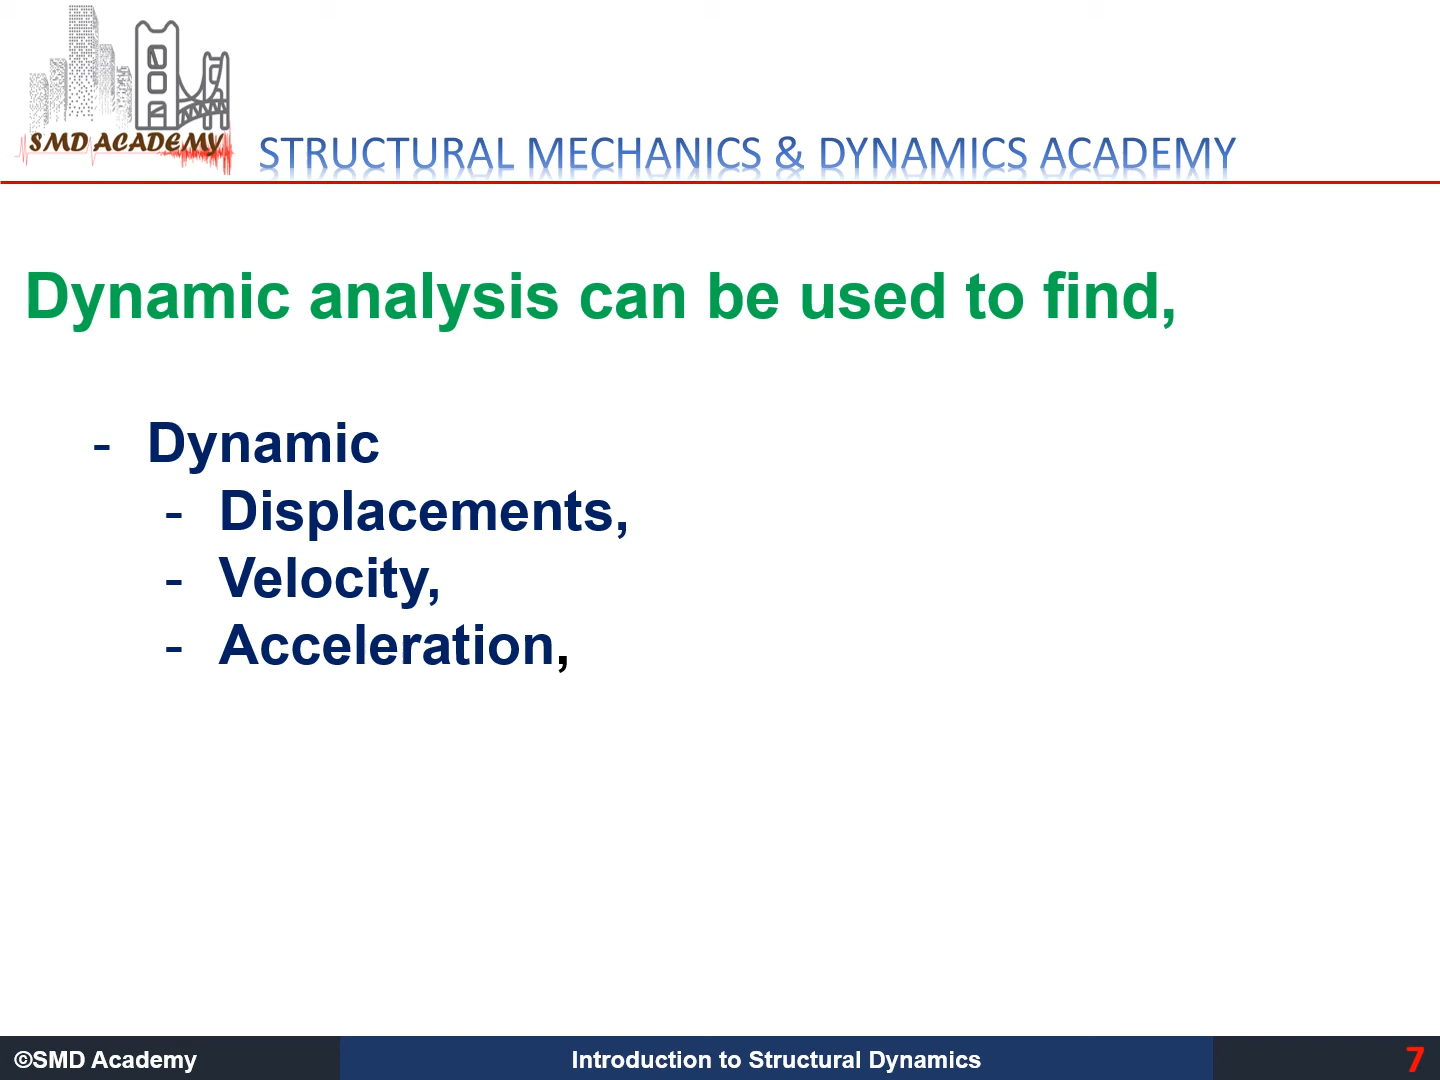 SMD ACADEMY
STRUCTURAL MECHANICS & DYNAMICS ACADEMY
Dynamic analysis can be used to find,
- Dynamic
- Displacements,
- Velocity,
- Acceleration,
©SMD Academy
Introduction to Structural Dynamics
7